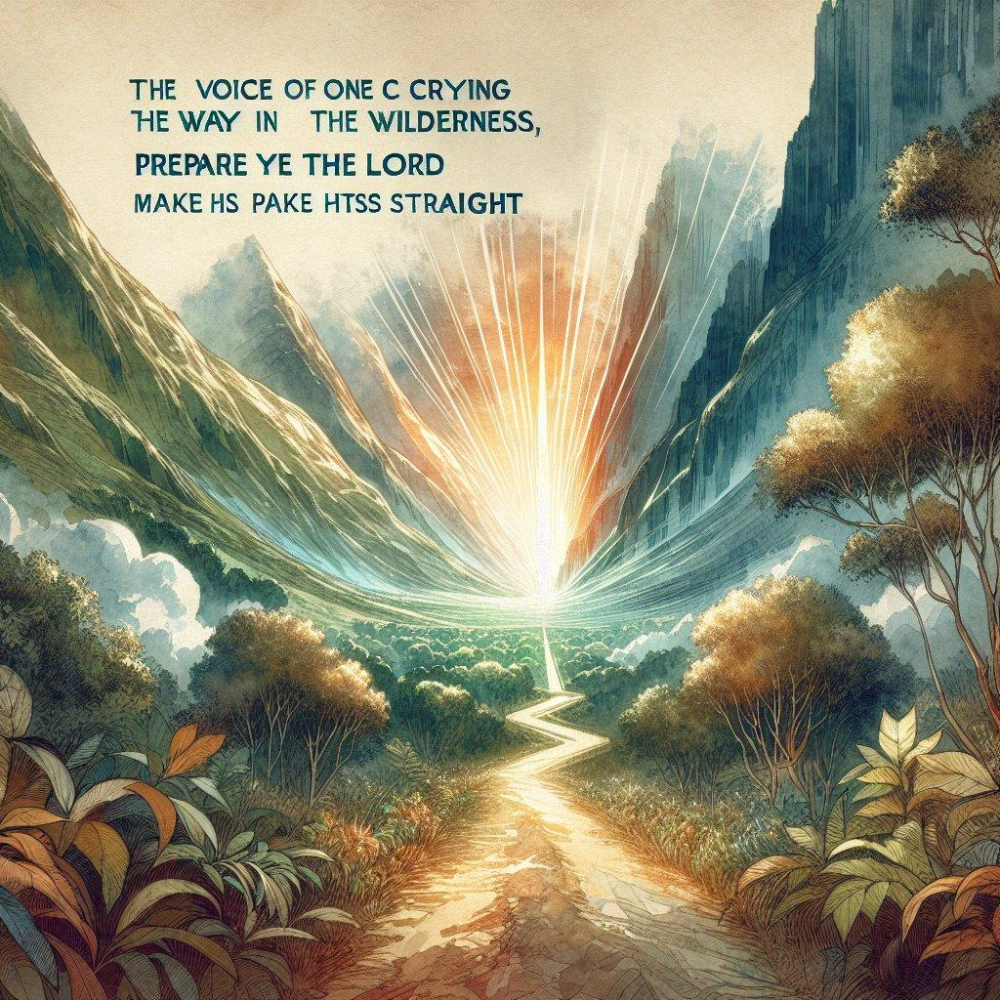 THE VOICE OF ONE C CRYING
THE WAY IN THE WILDERNESS,
PREPARE YE THE LORD
MAKE HS PAKE HTSS STRAIGHT